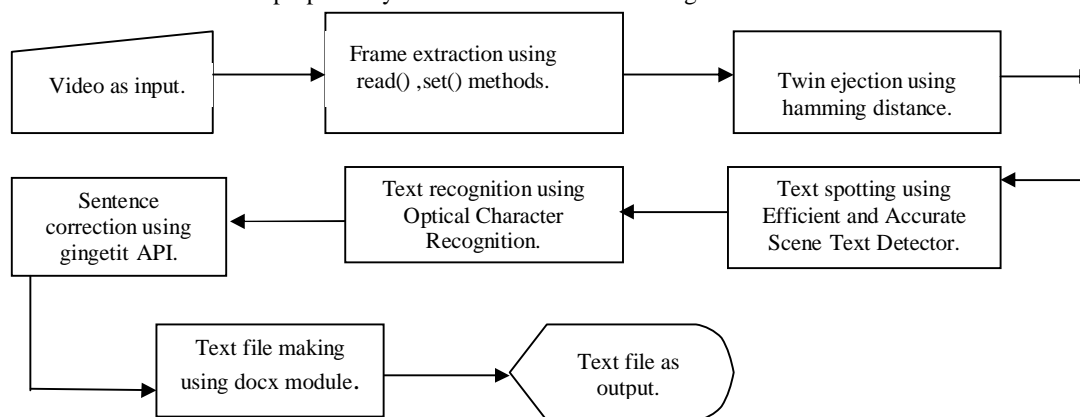 Video as input.
Frame extraction using
read() ,set() methods.
Twin ejection using
hamming distance.
Text spotting using
Efficient and Accurate
Scene Text Detector.
Text recognition using
Optical Character
Recognition.
Sentence
correction using
gingetit API.
Text file making
using docx module.
Text file as
output.